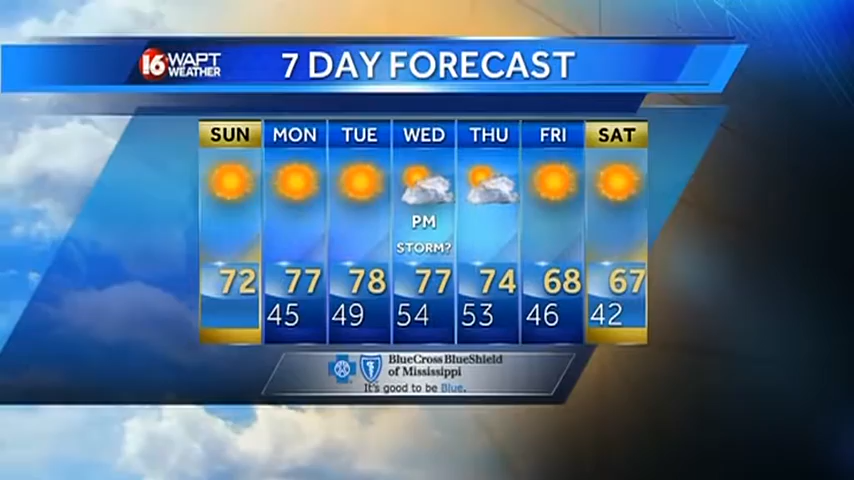 16 WAPT
WEATHER
7 DAY FORECAST
SUN MON TUE WED THU FRI SAT
PM
STORM?
72 77 78 77 74 68 67
45 49 54 53 46 42
BlueCross BlueShield
of Mississippi
It's good to be Blue.